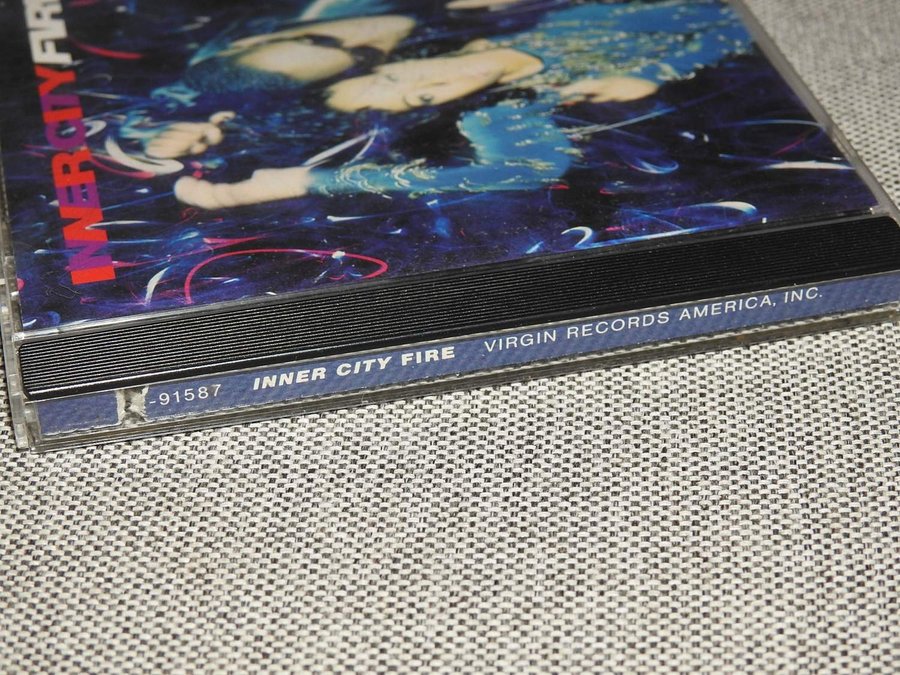 INNER CITY FIRE
-91587 INNER CITY FIRE VIRGIN RECORDS AMERICA, INC.